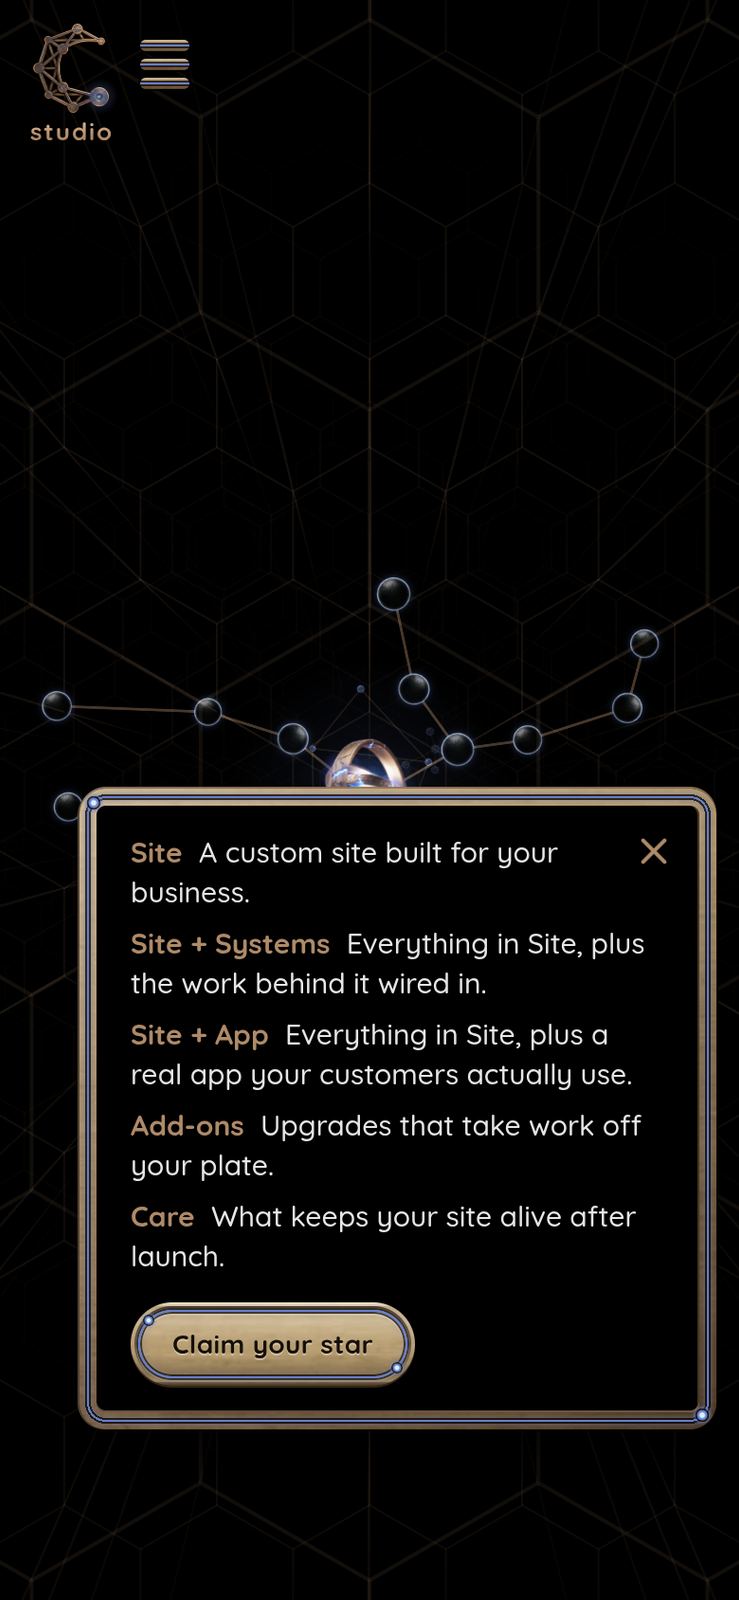 studio
Site A custom site built for your
business.
Site + Systems Everything in Site, plus
the work behind it wired in.
Site + App Everything in Site, plus a
real app your customers actually use.
Add-ons Upgrades that take work off
your plate.
Care What keeps your site alive after
launch.
Claim your star